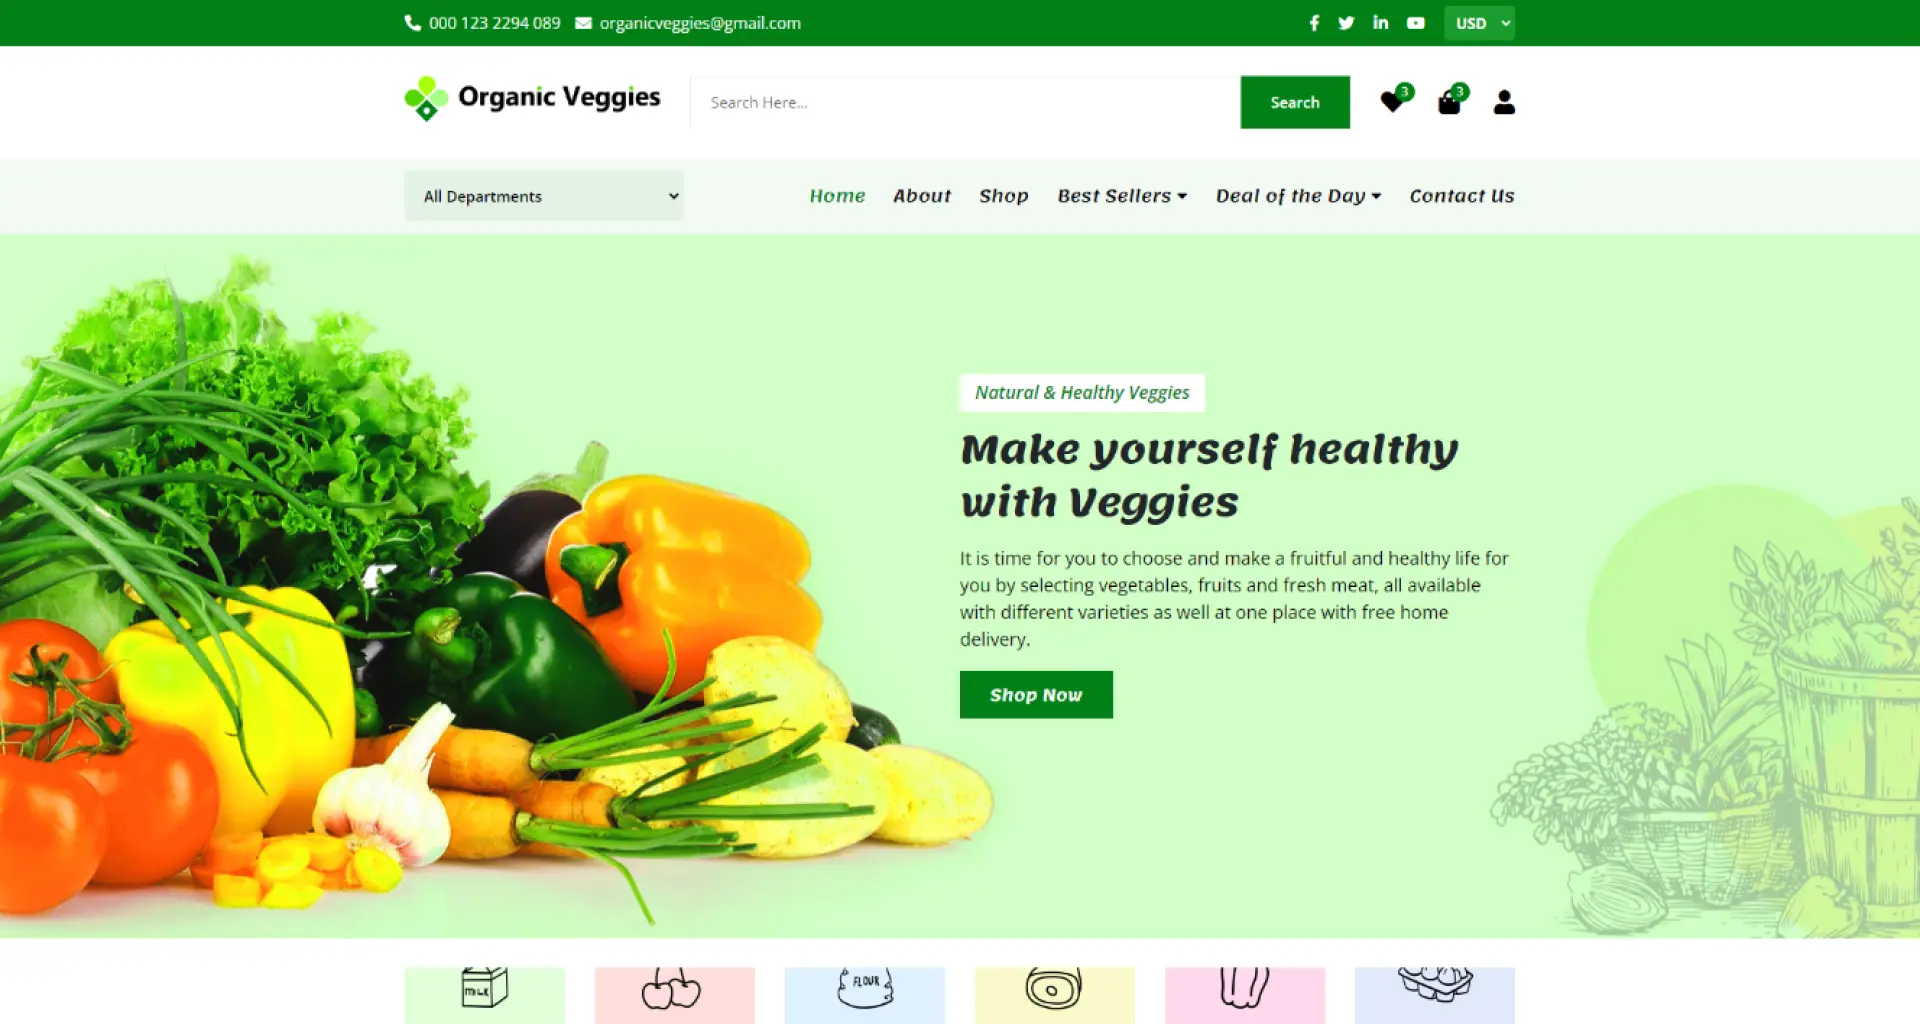 000 123 2294 089 organicveggies@gmail.com USD
Organic Veggies Search Here... Search 3 3
All Departments Home About Shop Best Sellers Deal of the Day Contact Us
Natural & Healthy Veggies
Make yourself healthy
with Veggies
It is time for you to choose and make a fruitful and healthy life for
you by selecting vegetables, fruits and fresh meat, all available
with different varieties as well at one place with free home
delivery.
Shop Now
MILK FLOUR